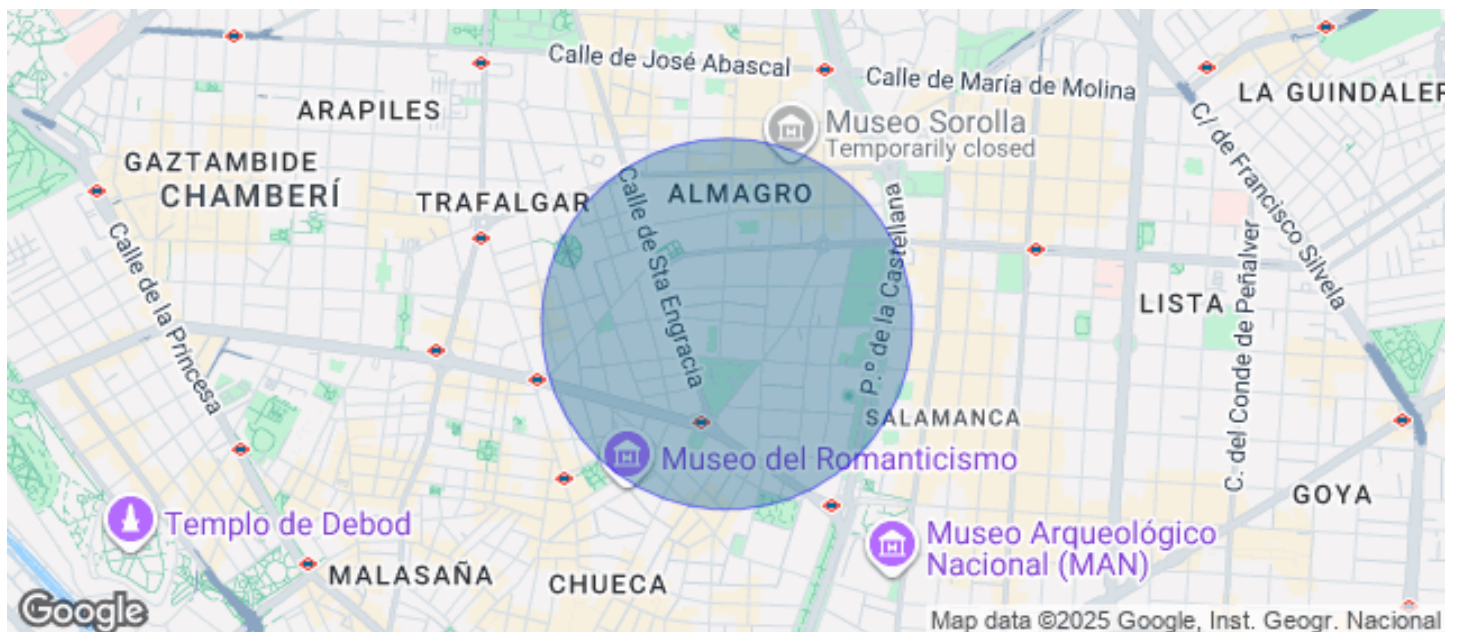 Calle de José Abascal
Calle de María de Molina
ARAPILES
LA GUINDALER
Museo Sorolla
Temporarily closed
C/ de Francisco Silvela
GAZTAMBIDE
CHAMBERÍ
TRAFALGAR
ALMAGRO
Calle de Sta Engracia
P.º de la Castellana
Calle de la Princesa
LISTA
C. del Conde de Peñalver
SALAMANCA
Museo del Romanticismo
GOYA
Templo de Debod
Museo Arqueológico
Nacional (MAN)
MALASAÑA
CHUECA
Google
Map data ©2025 Google, Inst. Geogr. Nacional